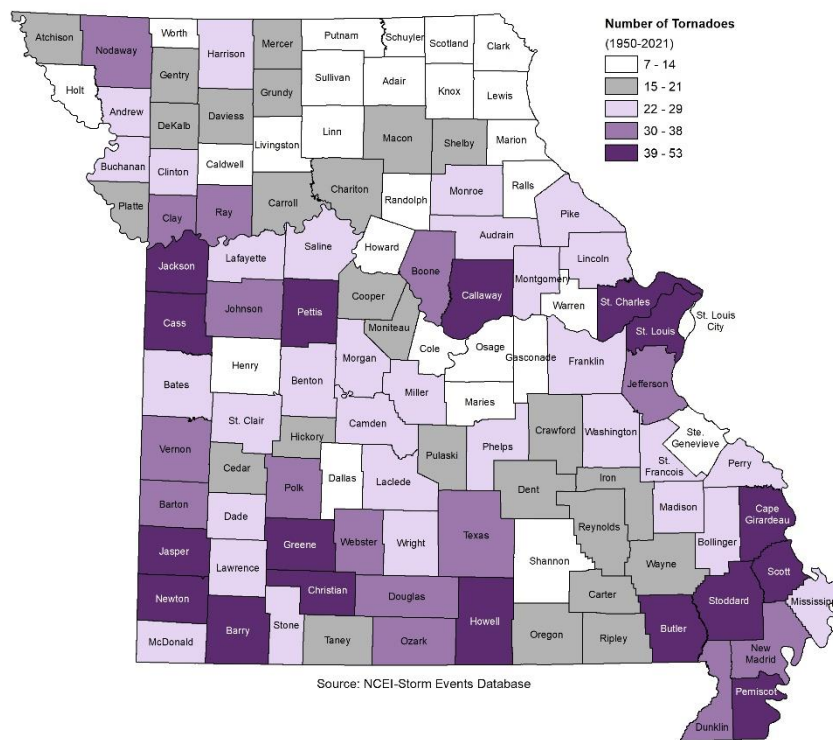 Number of Tornadoes
(1950-2021)
7 - 14
15 - 21
22 - 29
30 - 38
39 - 53
Atchison
Nodaway
Worth
Harrison
Mercer
Putnam
Schuyler
Scotland
Clark
Holt
Gentry
Grundy
Sullivan
Adair
Knox
Lewis
Andrew
DeKalb
Daviess
Livingston
Linn
Macon
Shelby
Marion
Buchanan
Clinton
Caldwell
Platte
Clay
Ray
Carroll
Chariton
Randolph
Monroe
Ralls
Pike
Jackson
Lafayette
Saline
Howard
Boone
Audrain
Callaway
Montgomery
Lincoln
Warren
St. Charles
St. Louis
St. Louis
City
Cass
Johnson
Pettis
Cooper
Moniteau
Cole
Osage
Gasconade
Franklin
Jefferson
Bates
Henry
Benton
Morgan
Miller
Maries
St. Clair
Camden
Phelps
Crawford
Washington
St.
Francois
Ste.
Genevieve
Perry
Vernon
Cedar
Hickory
Dallas
Laclede
Pulaski
Dent
Iron
Madison
Bollinger
Cape
Girardeau
Barton
Dade
Polk
Webster
Wright
Texas
Shannon
Reynolds
Wayne
Scott
Jasper
Lawrence
Greene
Christian
Douglas
Howell
Carter
Butler
Stoddard
Mississippi
Newton
McDonald
Barry
Stone
Taney
Ozark
Oregon
Ripley
New
Madrid
Dunklin
Pemiscot
Source: NCEI-Storm Events Database